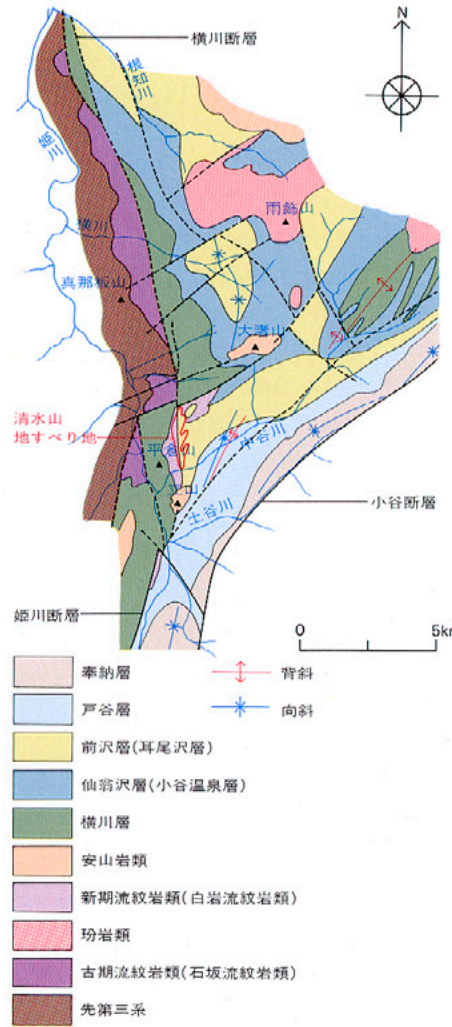 横川断層
N
根知川
姫川
雨飾山
横川
真那板山
大渚山
清水山
地すべり地
中谷川
平倉山
山
土谷川
小谷断層
姫川断層
0 5km
奉納層
背斜
戸谷層
向斜
前沢層(耳尾沢層)
仙翁沢層(小谷温泉層)
横川層
安山岩類
新期流紋岩類(白岩流紋岩類)
玢岩類
古期流紋岩類(石坂流紋岩類)
先第三系